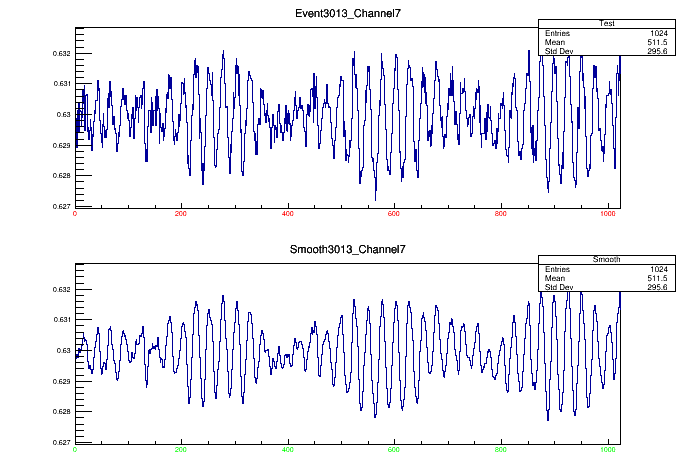 Event3013_Channel7
Test
Entries 1024
Mean 511.5
Std Dev 295.6
0.632
0.631
0.63
0.629
0.628
0.627
0 200 400 600 800 1000
Smooth3013_Channel7
Smooth
Entries 1024
Mean 511.5
Std Dev 295.6
0.632
0.631
0.63
0.629
0.628
0.627
0 200 400 600 800 1000